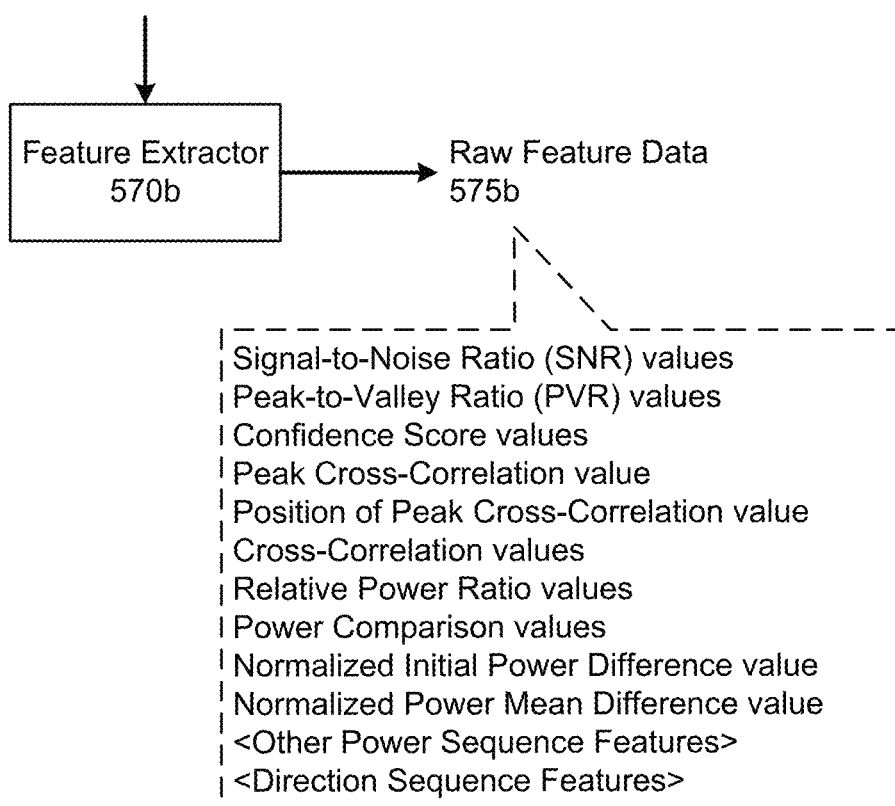 Feature Extractor
570b
Raw Feature Data
575b
Signal-to-Noise Ratio (SNR) values
Peak-to-Valley Ratio (PVR) values
Confidence Score values
Peak Cross-Correlation value
Position of Peak Cross-Correlation value
Cross-Correlation values
Relative Power Ratio values
Power Comparison values
Normalized Initial Power Difference value
Normalized Power Mean Difference value
<Other Power Sequence Features>
<Direction Sequence Features>